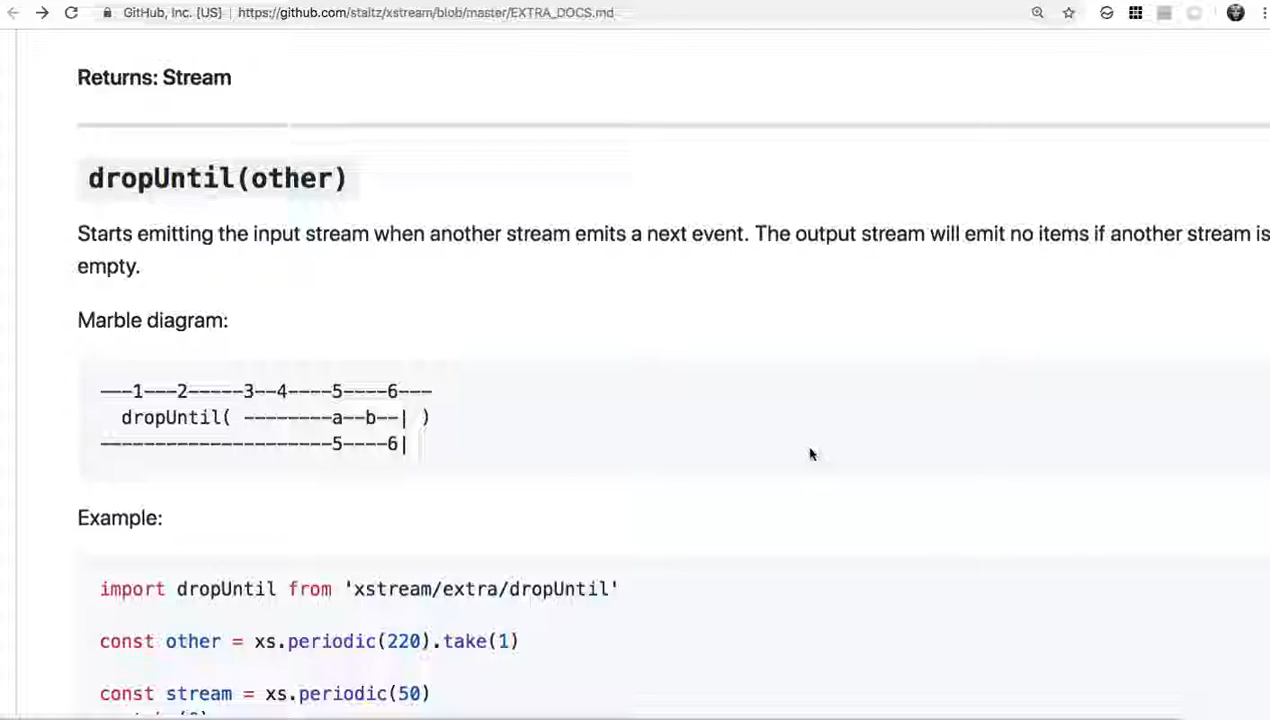 GitHub, Inc. [US] | https://github.com/staltz/xstream/blob/master/EXTRA_DOCS.md
Returns: Stream
dropUntil(other)
Starts emitting the input stream when another stream emits a next event. The output stream will emit no items if another stream is
empty.
Marble diagram:
---1---2-----3--4----5----6---
dropUntil( --------a--b--| )
---------------------5----6|
Example:
import dropUntil from 'xstream/extra/dropUntil'
const other = xs.periodic(220).take(1)
const stream = xs.periodic(50)